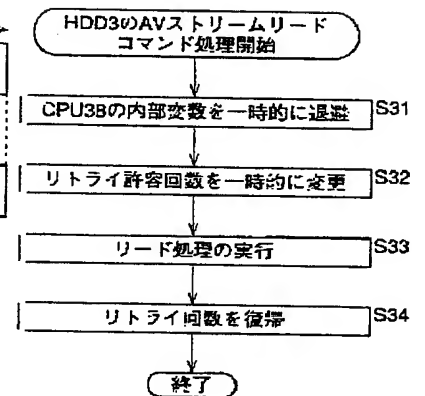 HDD3のAVストリームリード
コマンド処理開始
CPU38の内部変数を一時的に退避
S31
リトライ許容回数を一時的に変更
S32
リード処理の実行
S33
リトライ回数を復帰
S34
終了